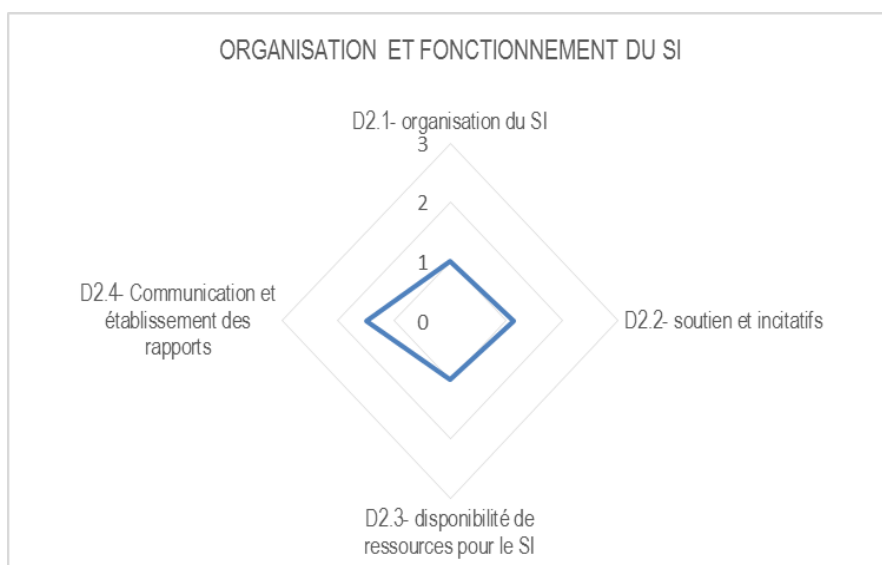 ORGANISATION ET FONCTIONNEMENT DU SI
D2.1- organisation du SI
3
2
1
0
D2.4- Communication et
établissement des
rapports
D2.2- soutien et incitatifs
D2.3- disponibilité de
ressources pour le SI